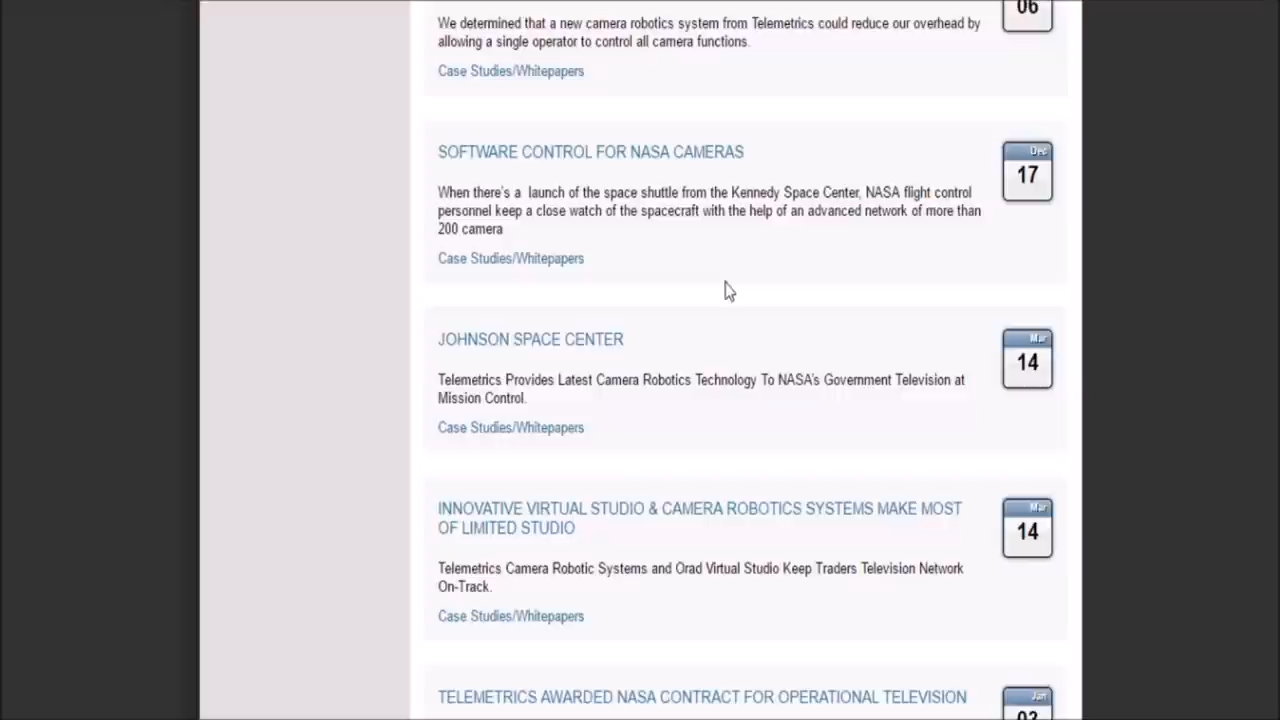 06
We determined that a new camera robotics system from Telemetrics could reduce our overhead by
allowing a single operator to control all camera functions.
Case Studies/Whitepapers
SOFTWARE CONTROL FOR NASA CAMERAS
Dec
17
When there's a launch of the space shuttle from the Kennedy Space Center, NASA flight control
personnel keep a close watch of the spacecraft with the help of an advanced network of more than
200 camera
Case Studies/Whitepapers
JOHNSON SPACE CENTER
Mar
14
Telemetrics Provides Latest Camera Robotics Technology To NASA's Government Television at
Mission Control.
Case Studies/Whitepapers
INNOVATIVE VIRTUAL STUDIO & CAMERA ROBOTICS SYSTEMS MAKE MOST
OF LIMITED STUDIO
Mar
14
Telemetrics Camera Robotic Systems and Orad Virtual Studio Keep Traders Television Network
On-Track.
Case Studies/Whitepapers
TELEMETRICS AWARDED NASA CONTRACT FOR OPERATIONAL TELEVISION
Jan
03